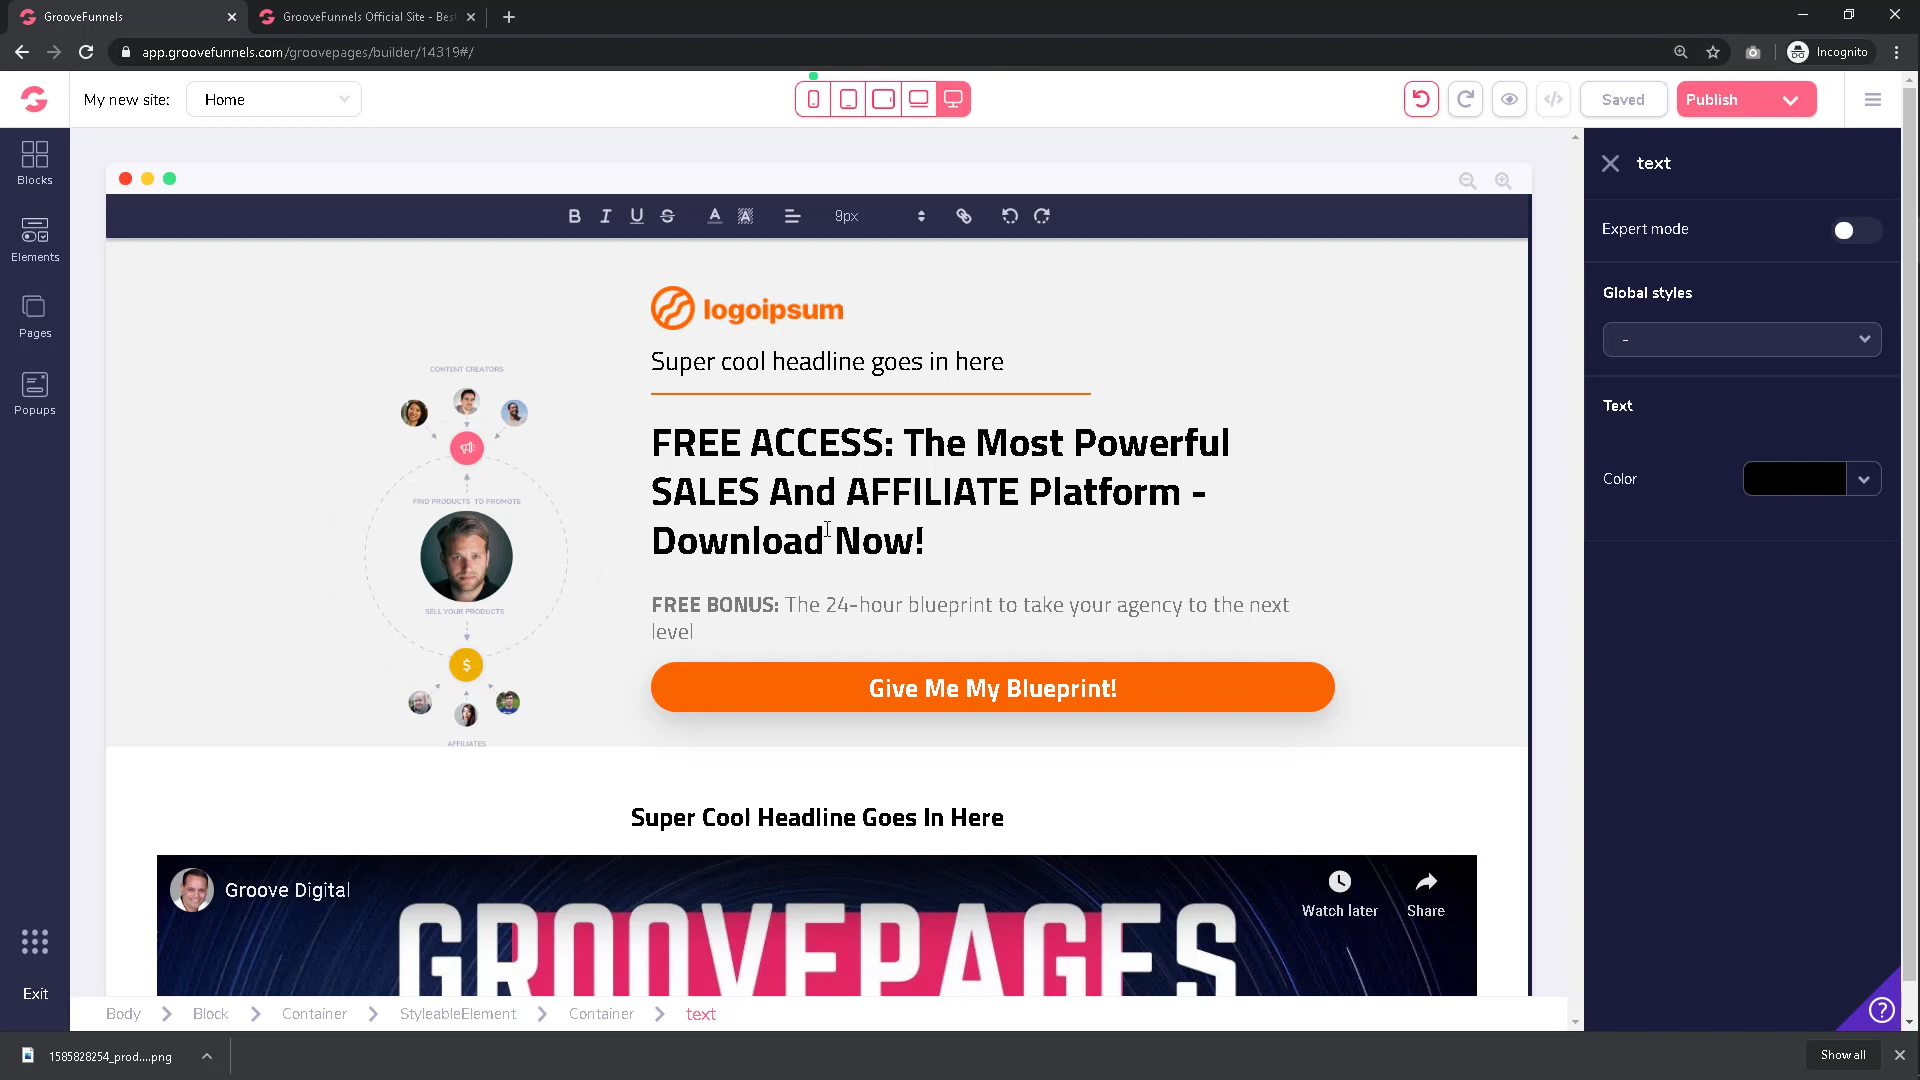 GrooveFunnels
GrooveFunnels Official Site - Bes
app.groovefunnels.com/groovepages/builder/14319#/
Incognito
My new site:
Home
</>
Saved
Publish
Blocks
Elements
Pages
Popups
Exit
B I U S A A 9px
logoipsum
Super cool headline goes in here
FREE ACCESS: The Most Powerful
SALES And AFFILIATE Platform -
Download Now!
FREE BONUS: The 24-hour blueprint to take your agency to the next
level
Give Me My Blueprint!
CONTENT CREATORS
FIND PRODUCTS TO PROMOTE
SELL YOUR PRODUCTS
$
AFFILIATES
Super Cool Headline Goes In Here
Groove Digital
Watch later
Share
GROOVEPAGES
text
Expert mode
Global styles
-
Text
Color
?
Body
Block
Container
StyleableElement
Container
text
1585828254_prod....png
Show all